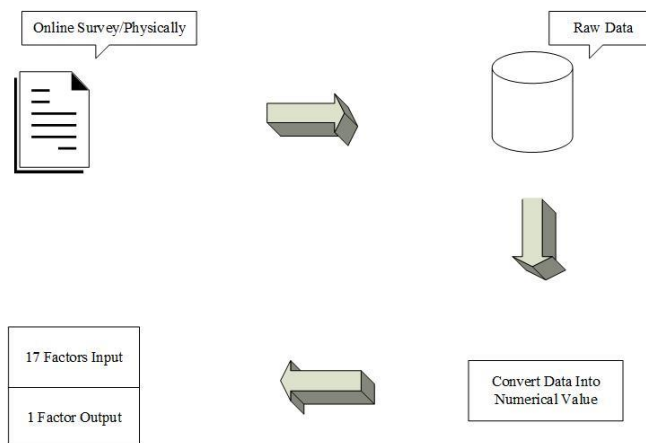 Online Survey/Physically
Raw Data
Convert Data Into
Numerical Value
17 Factors Input
1 Factor Output